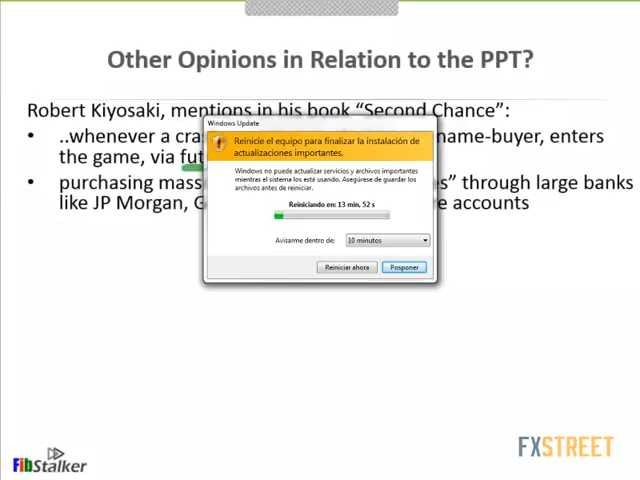 Other Opinions in Relation to the PPT?
Robert Kiyosaki, mentions in his book “Second Chance”:
• ..whenever a name-buyer, enters
the game, via
• purchasing through large banks
like JP Morgan, accounts
Windows Update
Reinicie el equipo para finalizar la instalación de
actualizaciones importantes.
Windows no puede actualizar servicios y archivos importantes
mientras el sistema los está usando. Asegúrese de guardar los
archivos antes de reiniciar.
Reiniciando en: 13 min, 52 s
Avisarme dentro de: 10 minutos
Reiniciar ahora Posponer
FibStalker
FXSTREET